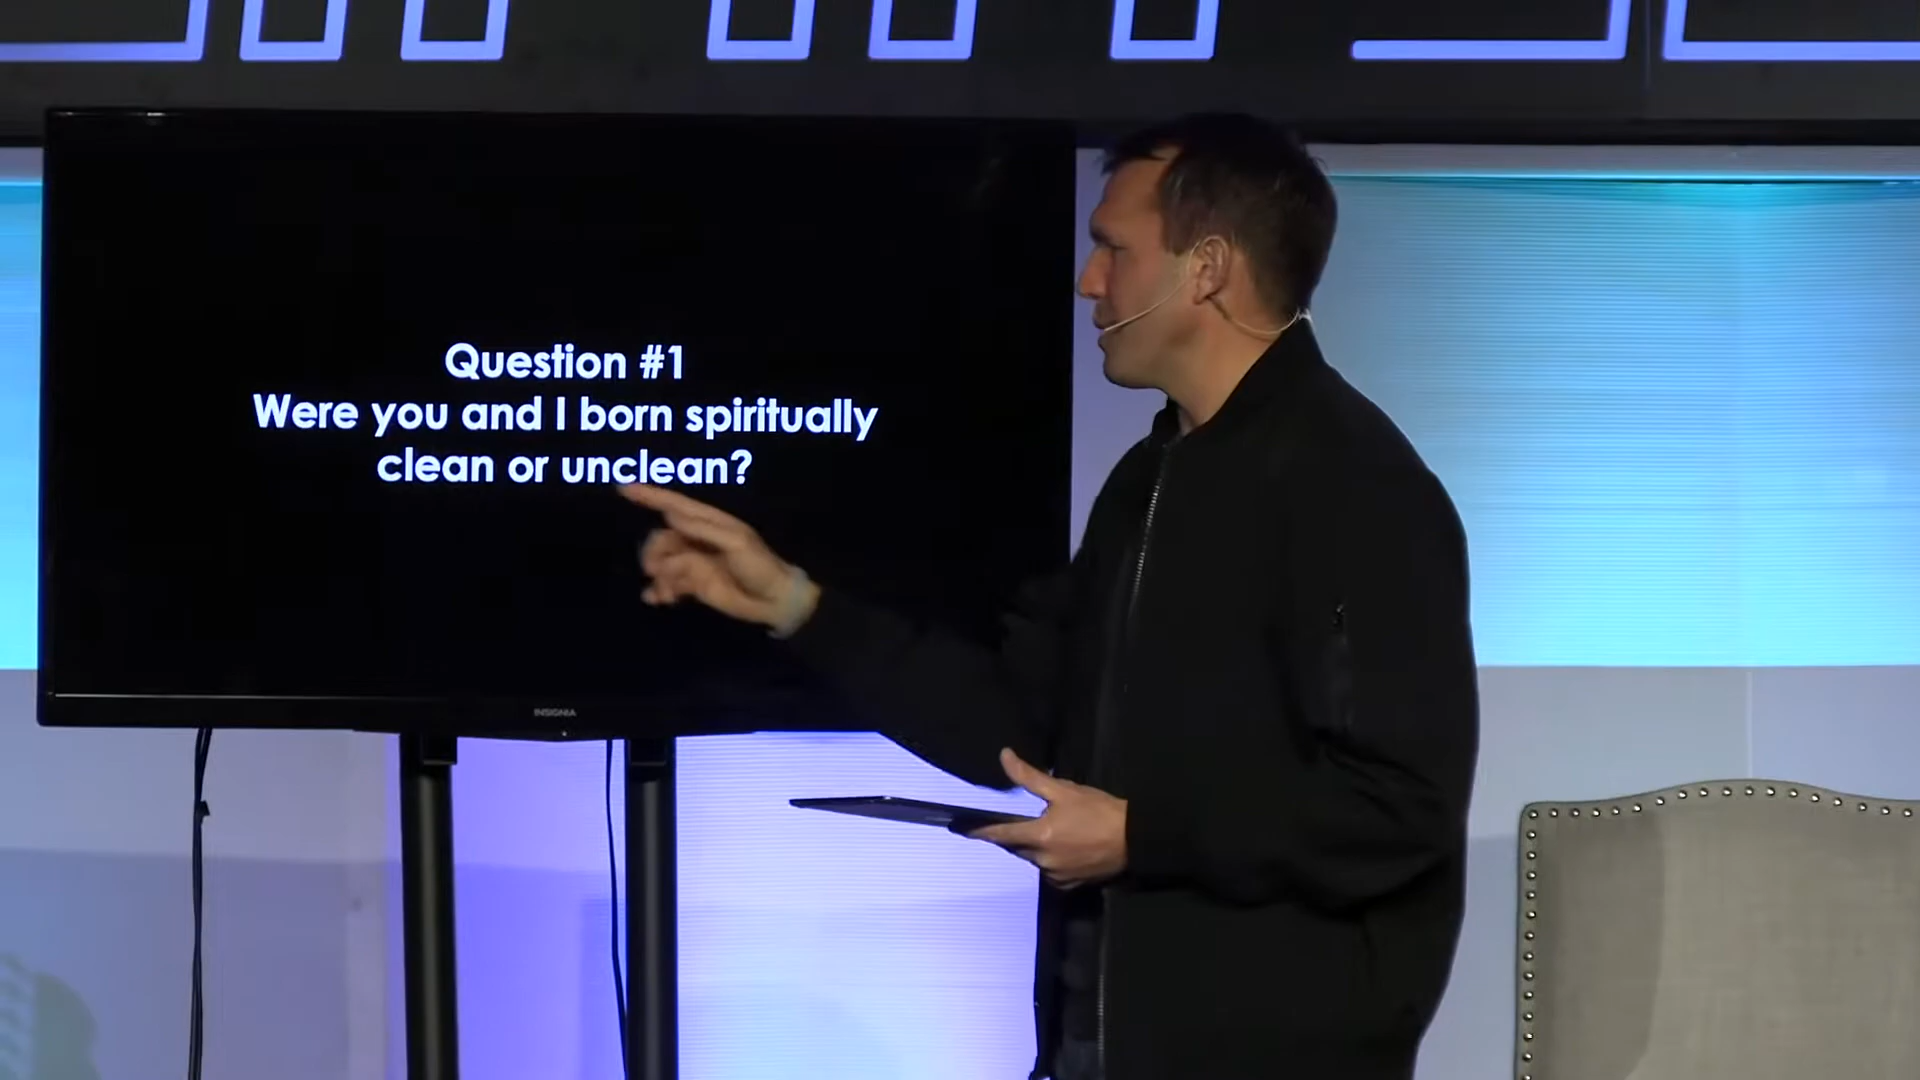 Question #1
Were you and I born spiritually
clean or unclean?
INSIGNIA